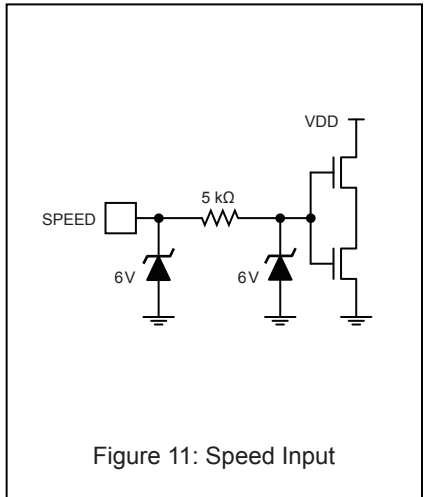 VDD
5 kΩ
SPEED
6V
6V
Figure 11: Speed Input